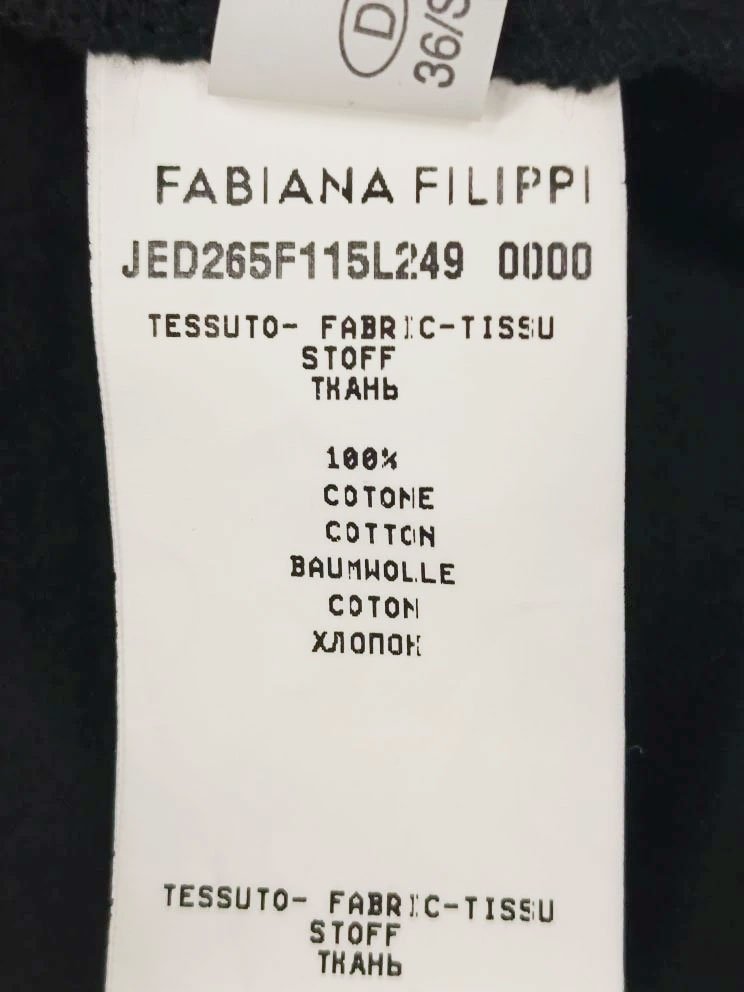 D
36/S
FABIANA FILIPPI
JED265F115L249 0000
TESSUTO- FABRIC-TISSU
STOFF
ТКАНЬ
100%
COTONE
COTTON
BAUMWOLLE
COTON
ХЛОПОК
TESSUTO- FABRIC-TISSU
STOFF
ТКАНЬ